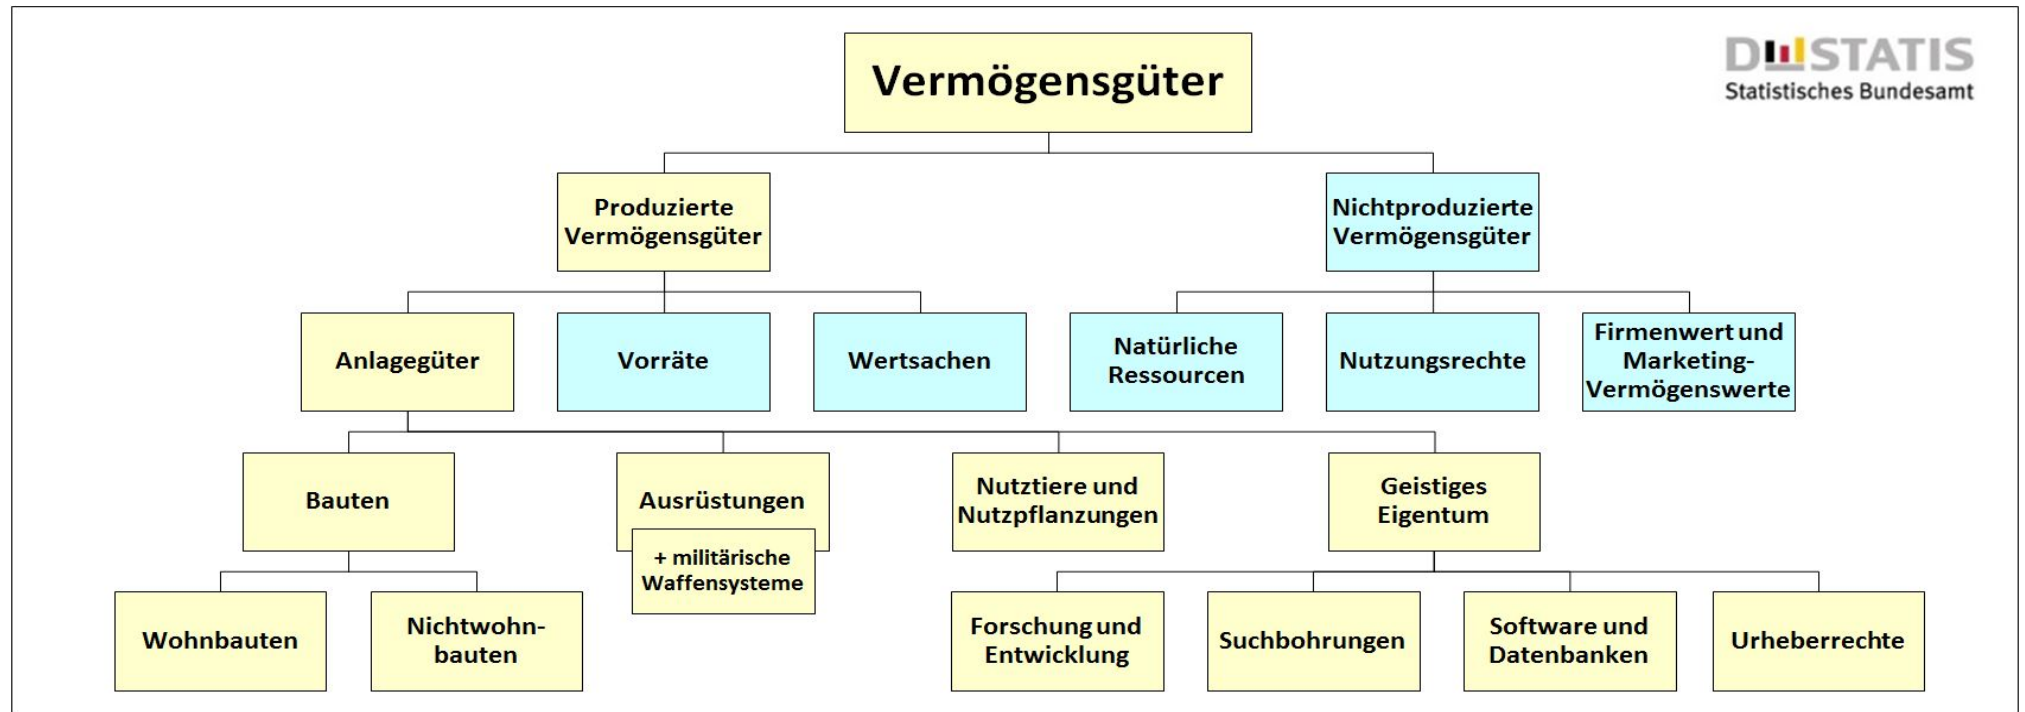 Vermögensgüter
DESTATIS
Statistisches Bundesamt
Produzierte
Vermögensgüter
Nichtproduzierte
Vermögensgüter
Anlagegüter
Vorräte
Wertsachen
Natürliche
Ressourcen
Nutzungsrechte
Firmenwert und
Marketing-
Vermögenswerte
Bauten
Ausrüstungen
+ militärische
Waffensysteme
Nutztiere und
Nutzpflanzungen
Geistiges
Eigentum
Wohnbauten
Nichtwohn-
bauten
Forschung und
Entwicklung
Suchbohrungen
Software und
Datenbanken
Urheberrechte